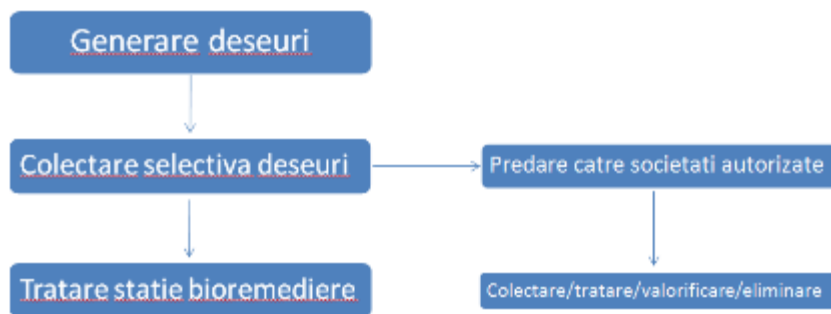 Generare deseuri
Colectare selectiva deseuri
Predare catre societati autorizate
Tratare statie bioremediere
Colectare/tratare/valorificare/eliminare